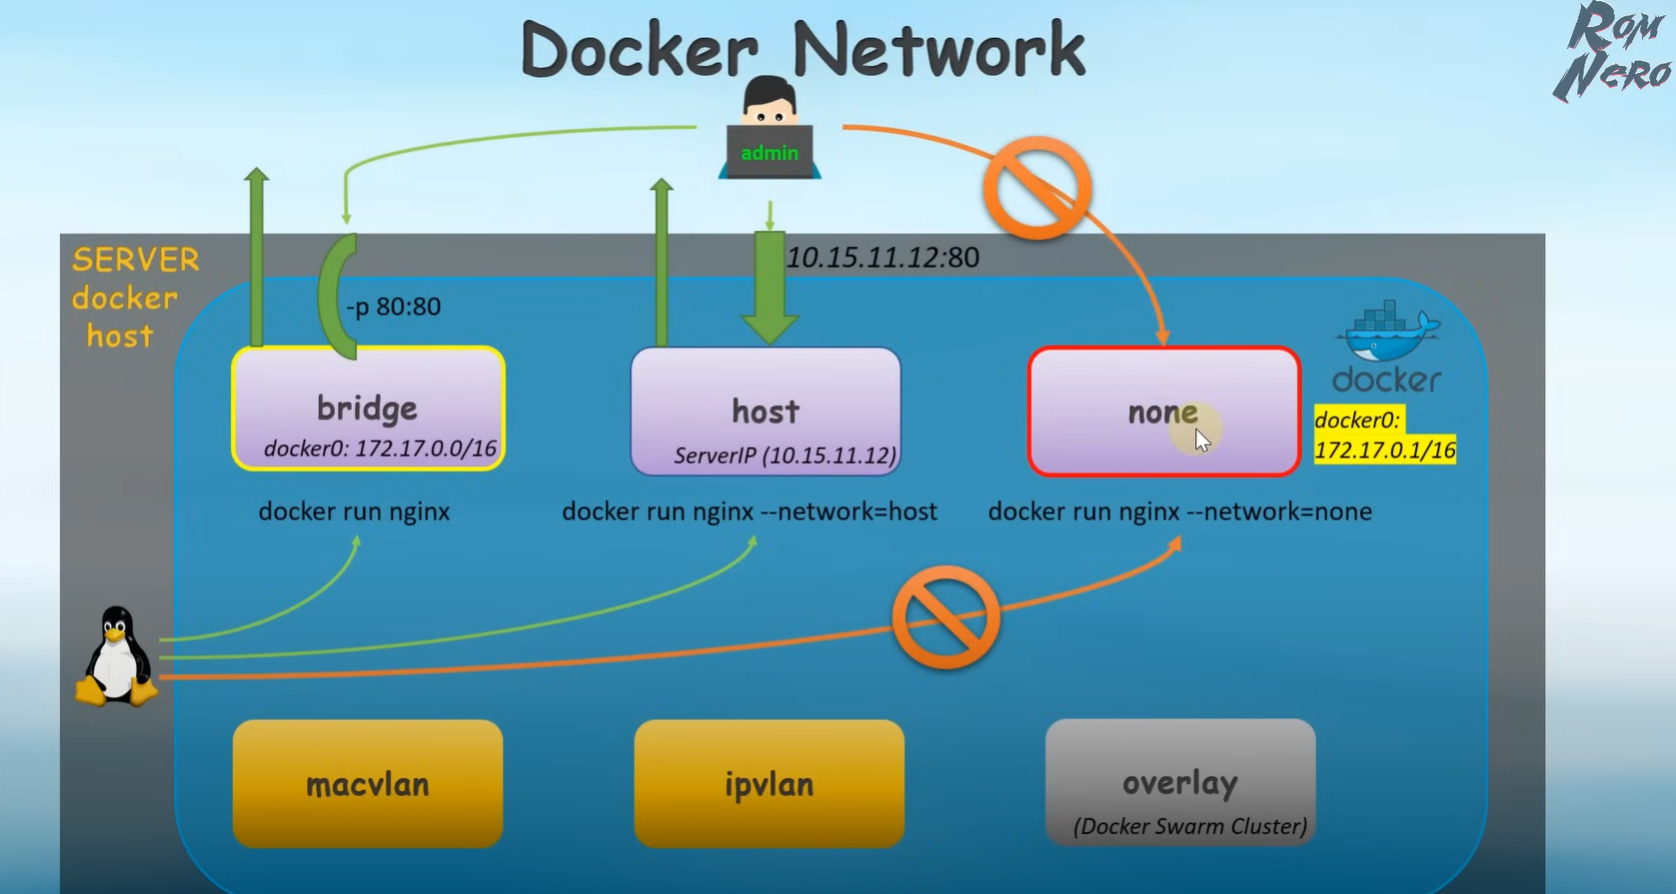 Docker Network
Rom
Nero
admin
SERVER
docker
host
10.15.11.12:80
-p 80:80
bridge
docker0: 172.17.0.0/16
host
ServerIP (10.15.11.12)
none
docker
docker0:
172.17.0.1/16
docker run nginx
docker run nginx --network=host
docker run nginx --network=none
macvlan
ipvlan
overlay
(Docker Swarm Cluster)